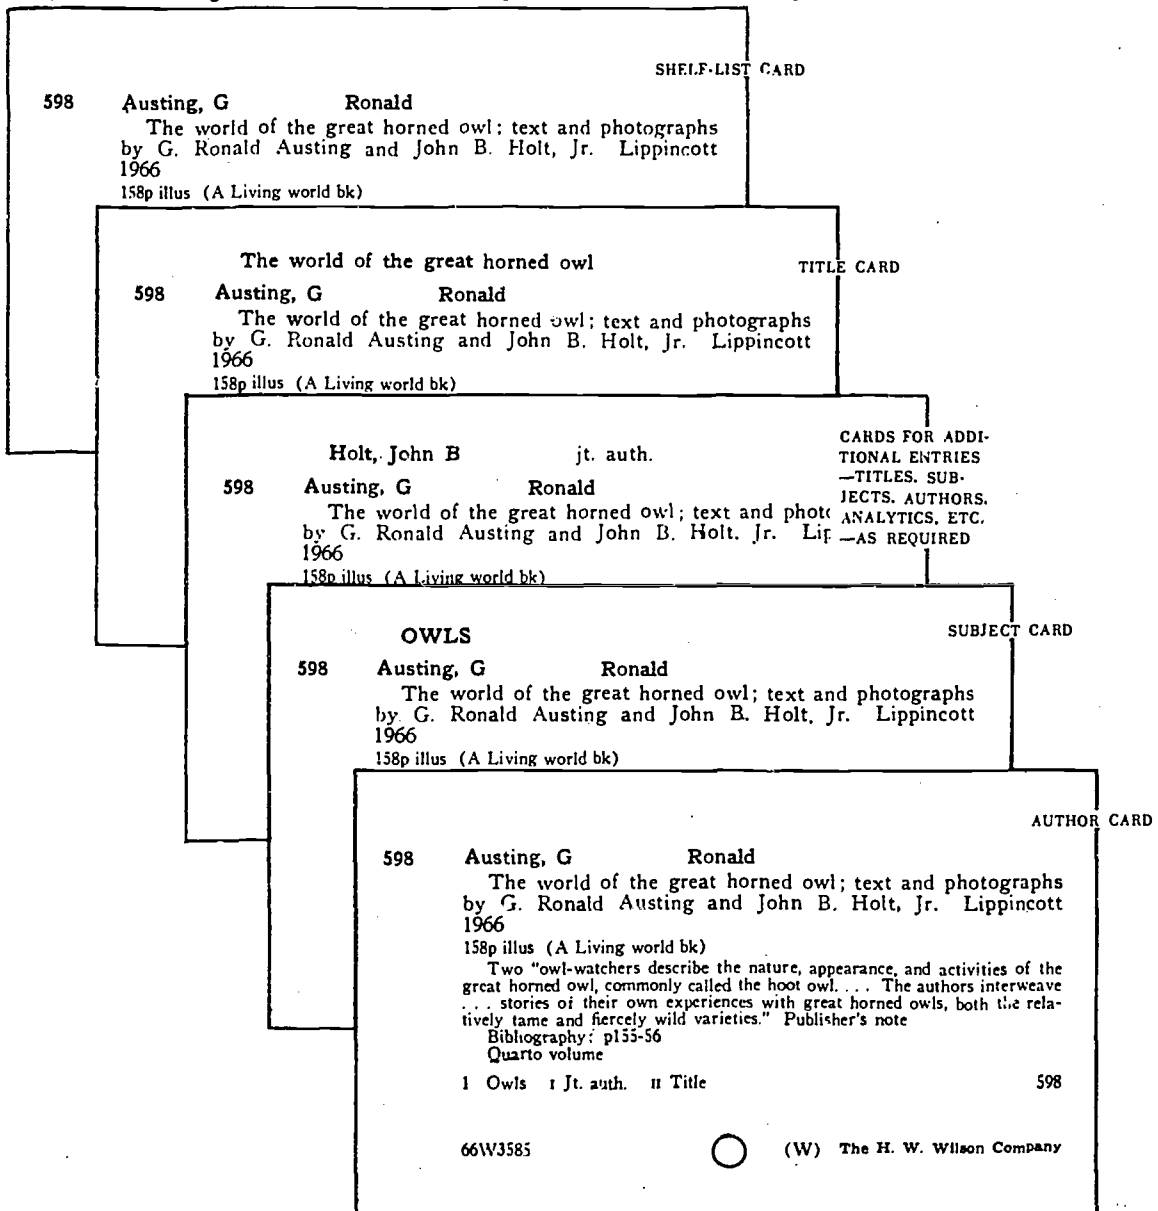 SHELF-LIST CARD
598 Austing, G Ronald
The world of the great horned owl; text and photographs
by G. Ronald Austing and John B. Holt, Jr. Lippincott
1966
158p illus (A Living world bk)
The world of the great horned owl
TITLE CARD
598 Austing, G Ronald
The world of the great horned owl; text and photographs
by G. Ronald Austing and John B. Holt, Jr. Lippincott
1966
158p illus (A Living world bk)
Holt, John B jt. auth.
598 Austing, G Ronald
The world of the great horned owl; text and phot
by G. Ronald Austing and John B. Holt. Jr. Lip
1966
158p illus (A Living world bk)
CARDS FOR ADDI-
TIONAL ENTRIES
—TITLES. SUB-
JECTS. AUTHORS.
ANALYTICS, ETC.
—AS REQUIRED
OWLS
SUBJECT CARD
598 Austing, G Ronald
The world of the great horned owl; text and photographs
by G. Ronald Austing and John B. Holt, Jr. Lippincott
1966
158p illus (A Living world bk)
AUTHOR CARD
598 Austing, G Ronald
The world of the great horned owl; text and photographs
by G. Ronald Austing and John B. Holt, Jr. Lippincott
1966
158p illus (A Living world bk)
Two "owl-watchers describe the nature, appearance, and activities of the
great horned owl, commonly called the hoot owl. . . . The authors interweave
. . . stories of their own experiences with great horned owls, both the rela-
tively tame and fiercely wild varieties." Publisher's note
Bibliography: p155-56
Quarto volume
1 Owls I Jt. auth. II Title 598
66W3585 (W) The H. W. Wilson Company